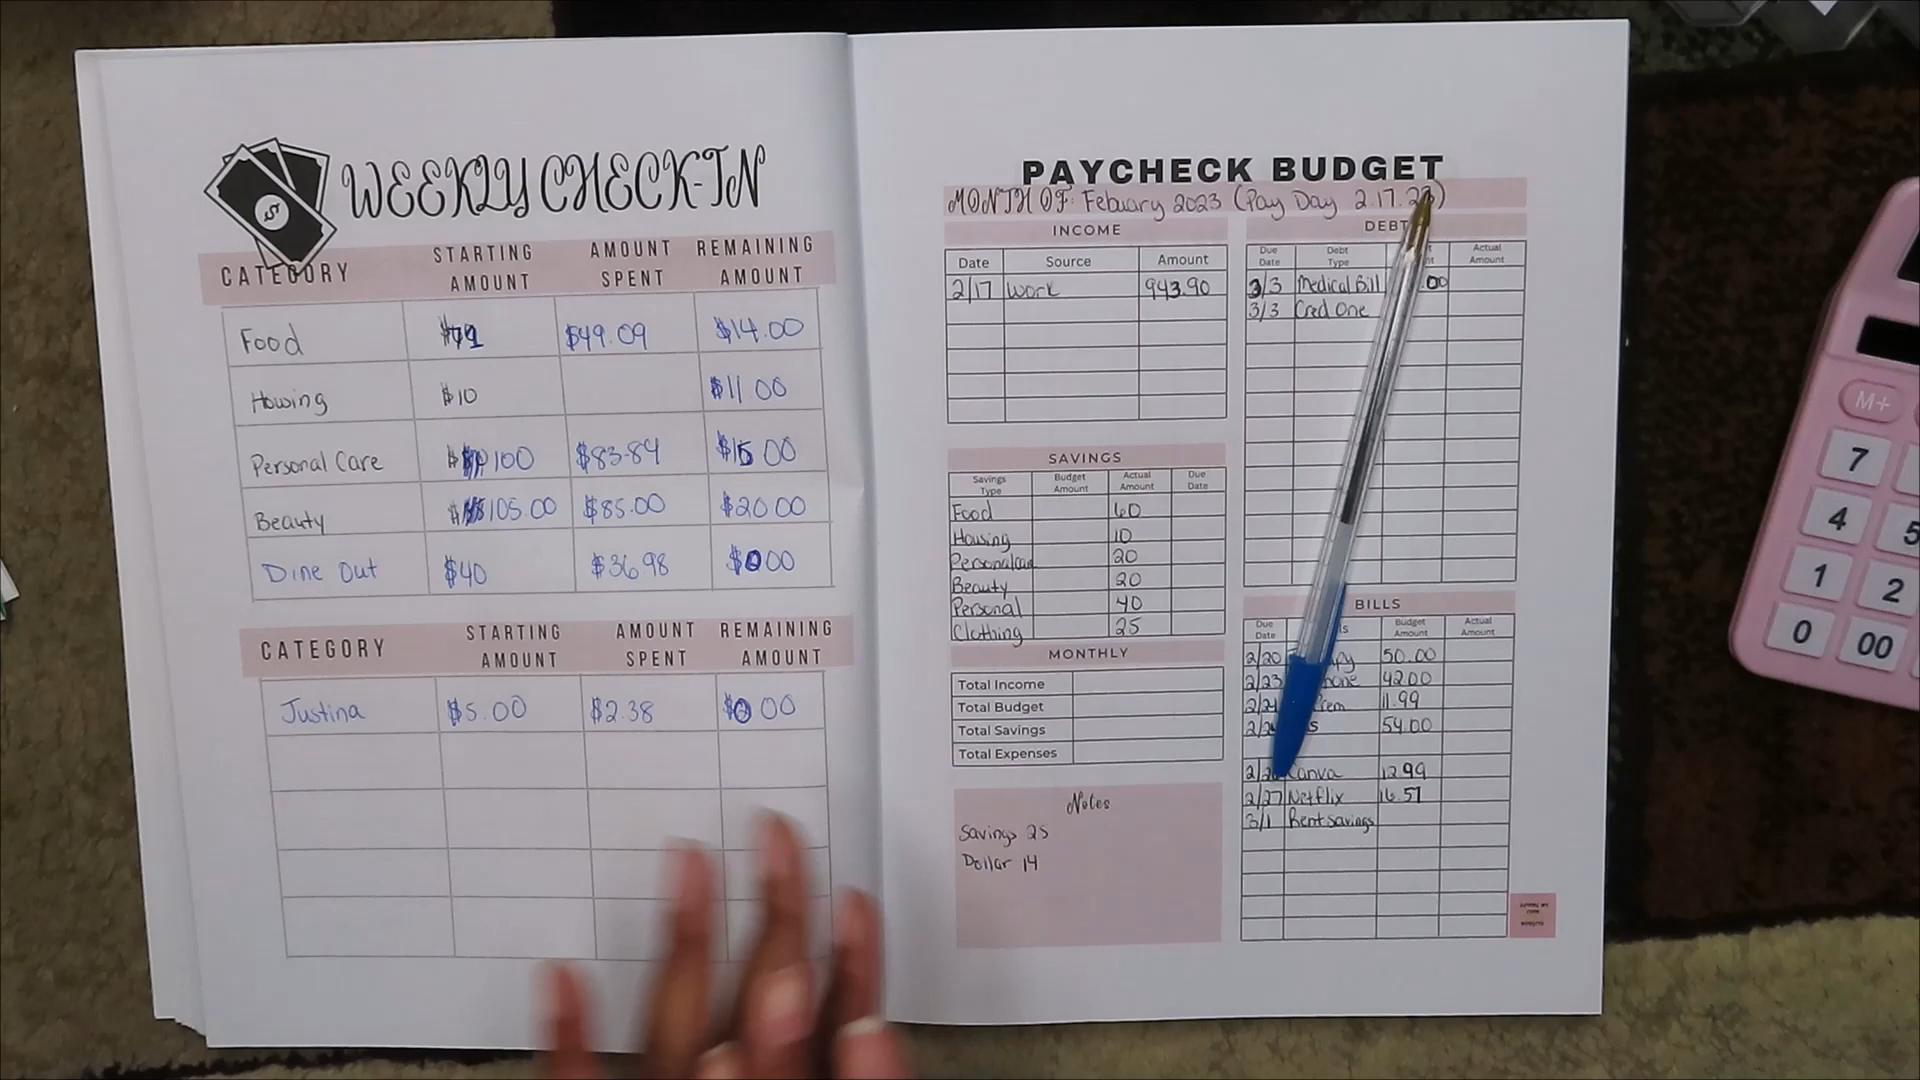 WEEKLY CHECK-IN
CATEGORY STARTING AMOUNT AMOUNT SPENT REMAINING AMOUNT
Food $49.09 $14.00
Housing $10 $11.00
Personal Care 100 $83.84 $15.00
Beauty 105.00 $85.00 $20.00
Dine Out $40 $36.98 $0.00
CATEGORY STARTING AMOUNT AMOUNT SPENT REMAINING AMOUNT
Justina $5.00 $2.38 $0.00
PAYCHECK BUDGET
MONTH OF: Febuary 2023 (Pay Day 2.17.23)
INCOME
Date Source Amount
2/17 Work 943.90
SAVINGS
Savings Type Budget Amount Actual Amount Due Date
Food 60
Housing 10
Personal Care 20
Beauty 20
Personal 40
Clothing 25
MONTHLY
Total Income
Total Budget
Total Savings
Total Expenses
Notes
Savings 25
Dollar 14
DEBT
Due Date Debt Type Actual Amount
3/3 Medical Bill .00
3/3 Cred One
BILLS
Due Date Budget Amount Actual Amount
2/20 50.00
2/23 42.00
11.99
54.00
Canva 12.99
2/27 Netflix 16.57
3/1 Rent Savings
M+
7
4 5
1 2
0 00